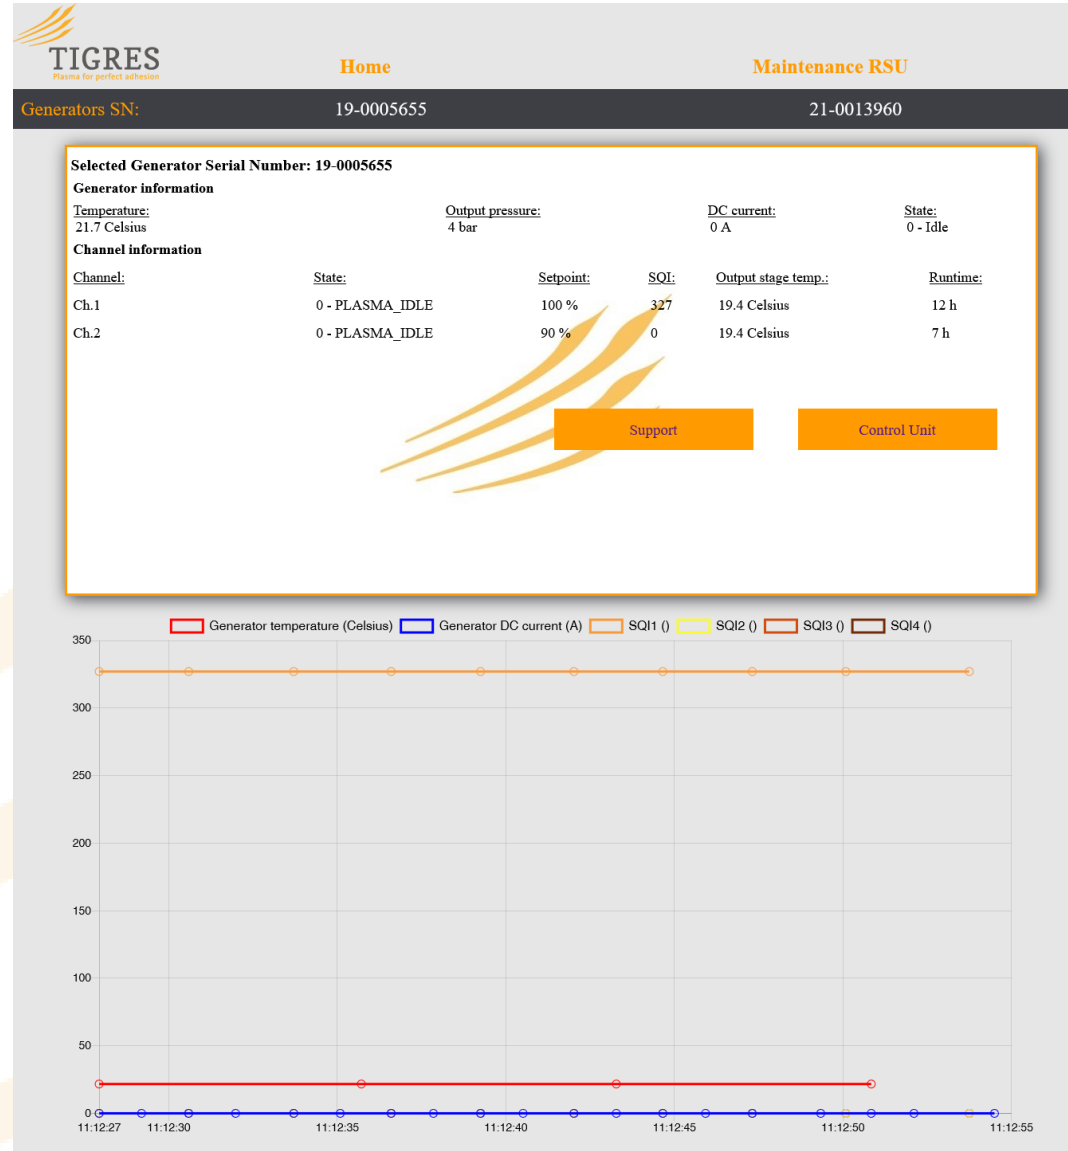 TIGRES
Plasma for perfect adhesion
Home Maintenance RSU
Generators SN: 19-0005655 21-0013960
Selected Generator Serial Number: 19-0005655
Generator information
Temperature: Output pressure: DC current: State:
21.7 Celsius 4 bar 0 A 0 - Idle
Channel information
Channel: State: Setpoint: SQI: Output stage temp.: Runtime:
Ch.1 0 - PLASMA_IDLE 100 % 327 19.4 Celsius 12 h
Ch.2 0 - PLASMA_IDLE 90 % 0 19.4 Celsius 7 h
Support Control Unit
Generator temperature (Celsius) Generator DC current (A) SQI1 () SQI2 () SQI3 () SQI4 ()
350
300
250
200
150
100
50
0
11:12:27 11:12:30 11:12:35 11:12:40 11:12:45 11:12:50 11:12:55